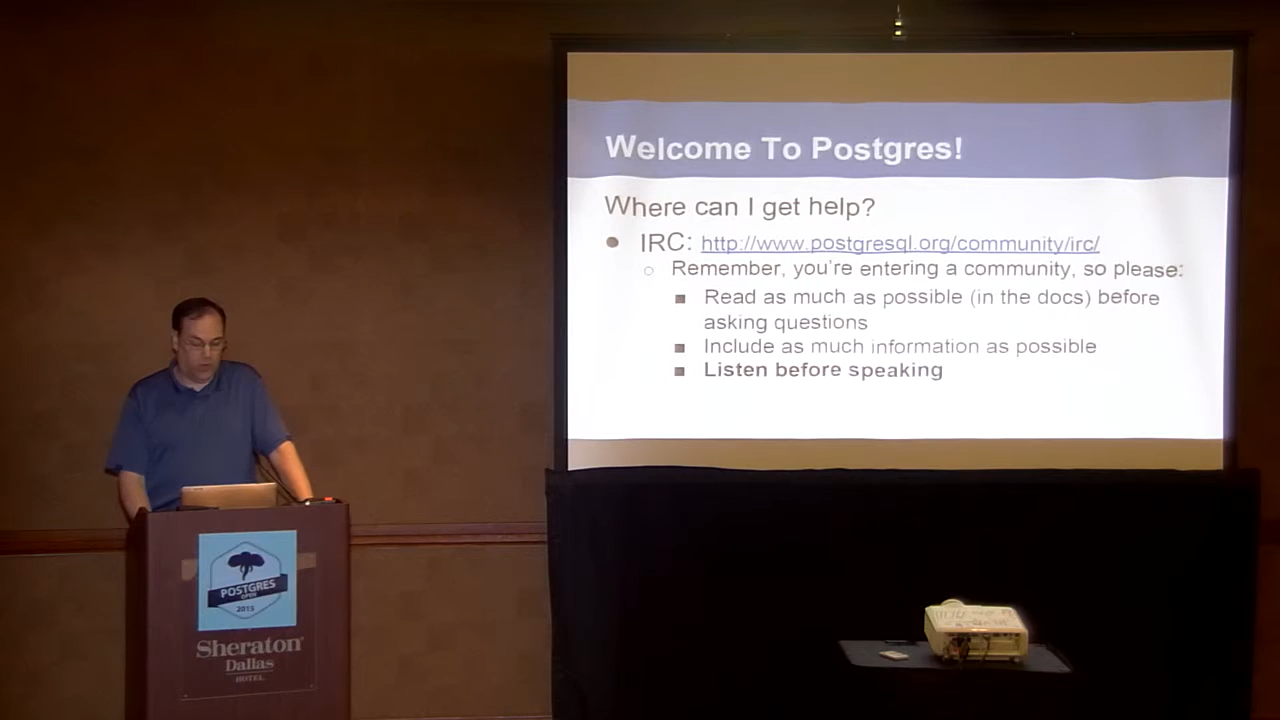 Welcome To Postgres!
Where can I get help?
IRC: http://www.postgresql.org/community/irc/
Remember, you're entering a community, so please:
Read as much as possible (in the docs) before
asking questions
Include as much information as possible
Listen before speaking
POSTGRES
OPEN
2015
Sheraton
Dallas
HOTEL